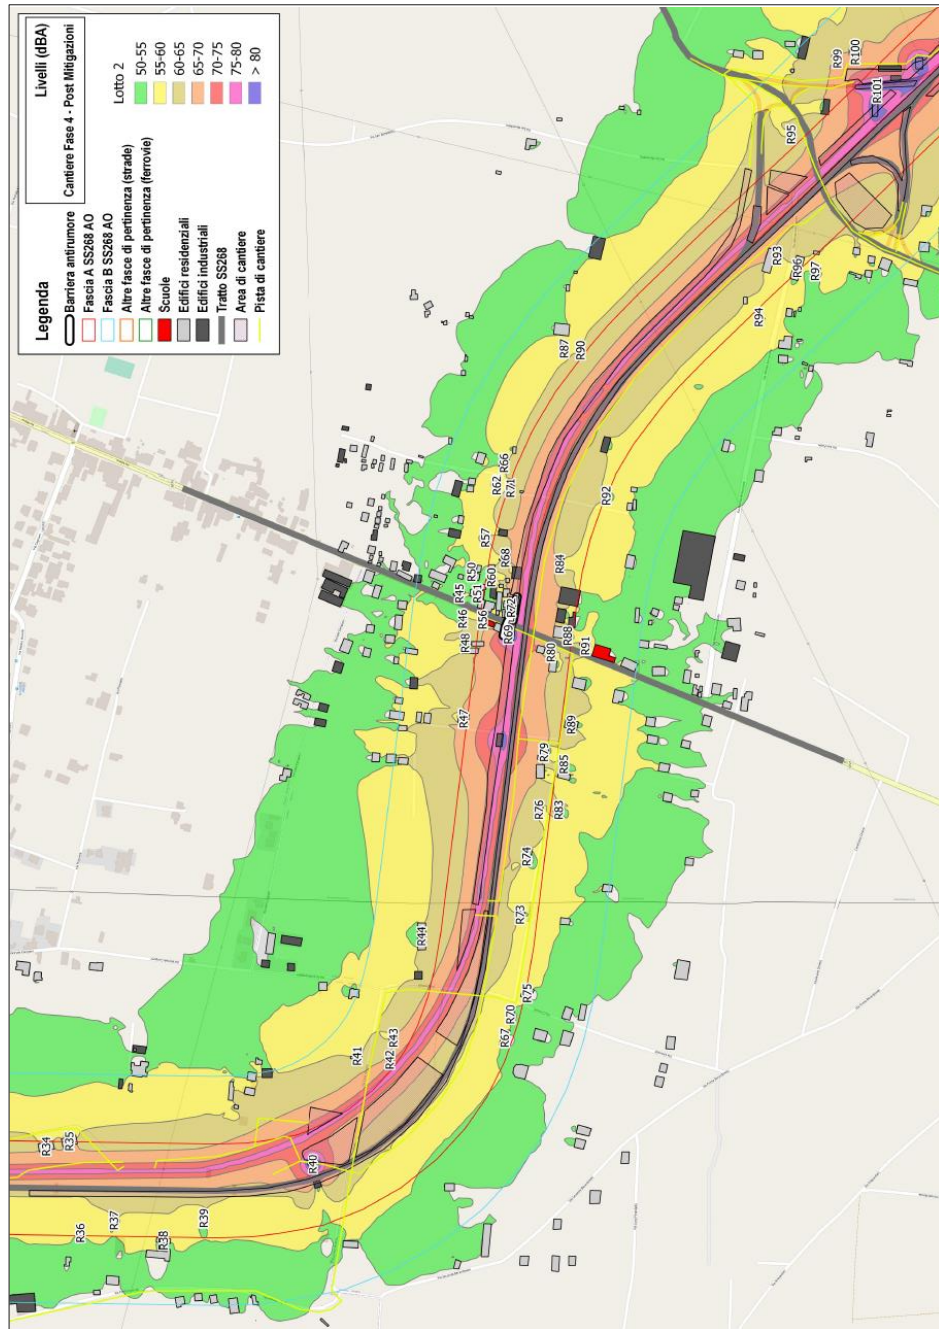 Legenda
Livelli (dBA)
Cantiere Fase 4 - Post Mitigazioni
Barriera antirumore
Fascia A SS268 AO
Fascia B SS268 AO
Altre fasce di pertinenza (strade)
Altre fasce di pertinenza (ferrovie)
Scuole
Edifici residenziali
Edifici industriali
Tratto SS268
Area di cantiere
Pista di cantiere
Lotto 2
50-55
55-60
60-65
65-70
70-75
75-80
> 80
R34
R35
R36
R37
R38
R39
R40
R41
R42
R43
R44
R45
R46
R47
R48
R50
R51
R56
R57
R60
R62
R66
R67
R68
R69
R70
R71
R72
R73
R74
R75
R76
R79
R80
R83
R84
R85
R87
R88
R89
R90
R91
R92
R93
R94
R95
R96
R97
R99
R100
R101